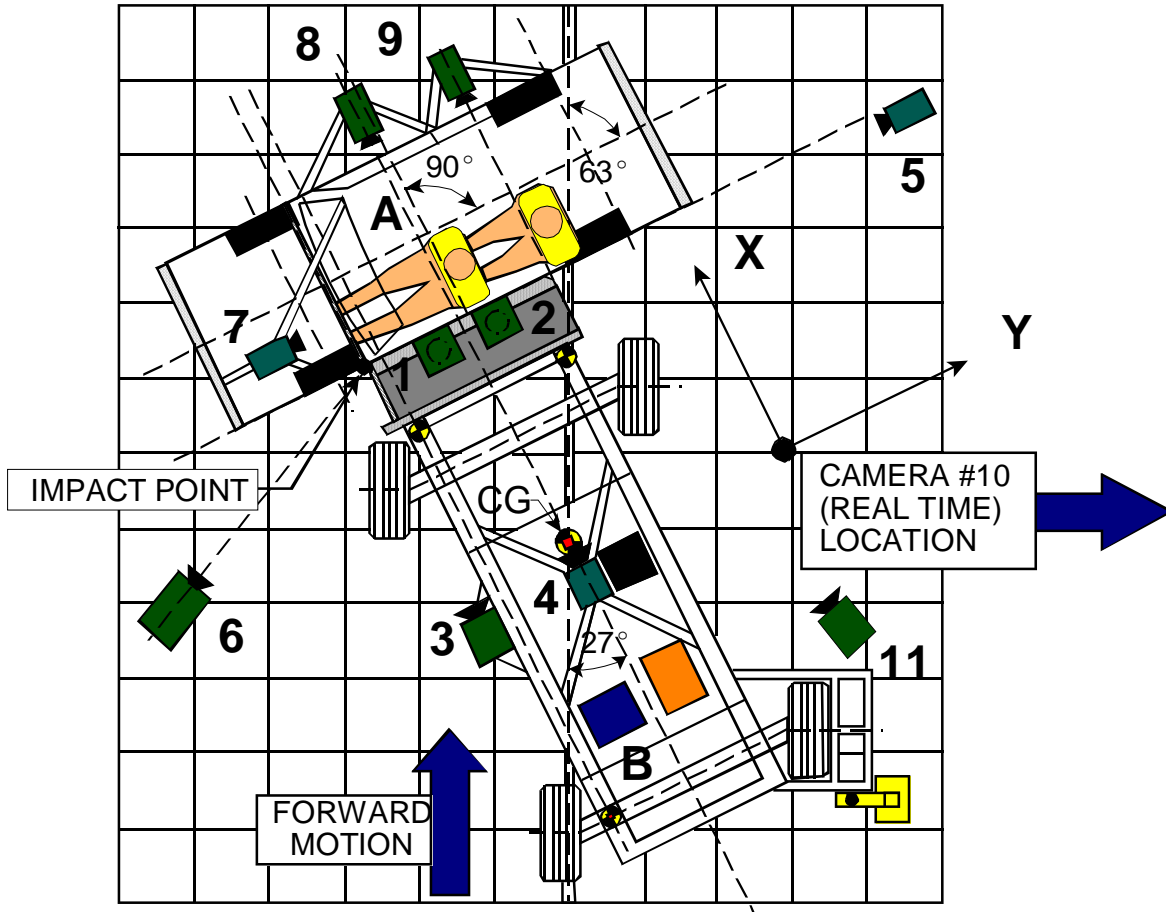 8
9
90°
63°
5
A
X
7
2
Y
1
IMPACT POINT
CG
CAMERA #10
(REAL TIME)
LOCATION
4
6
3
27°
11
B
FORWARD
MOTION